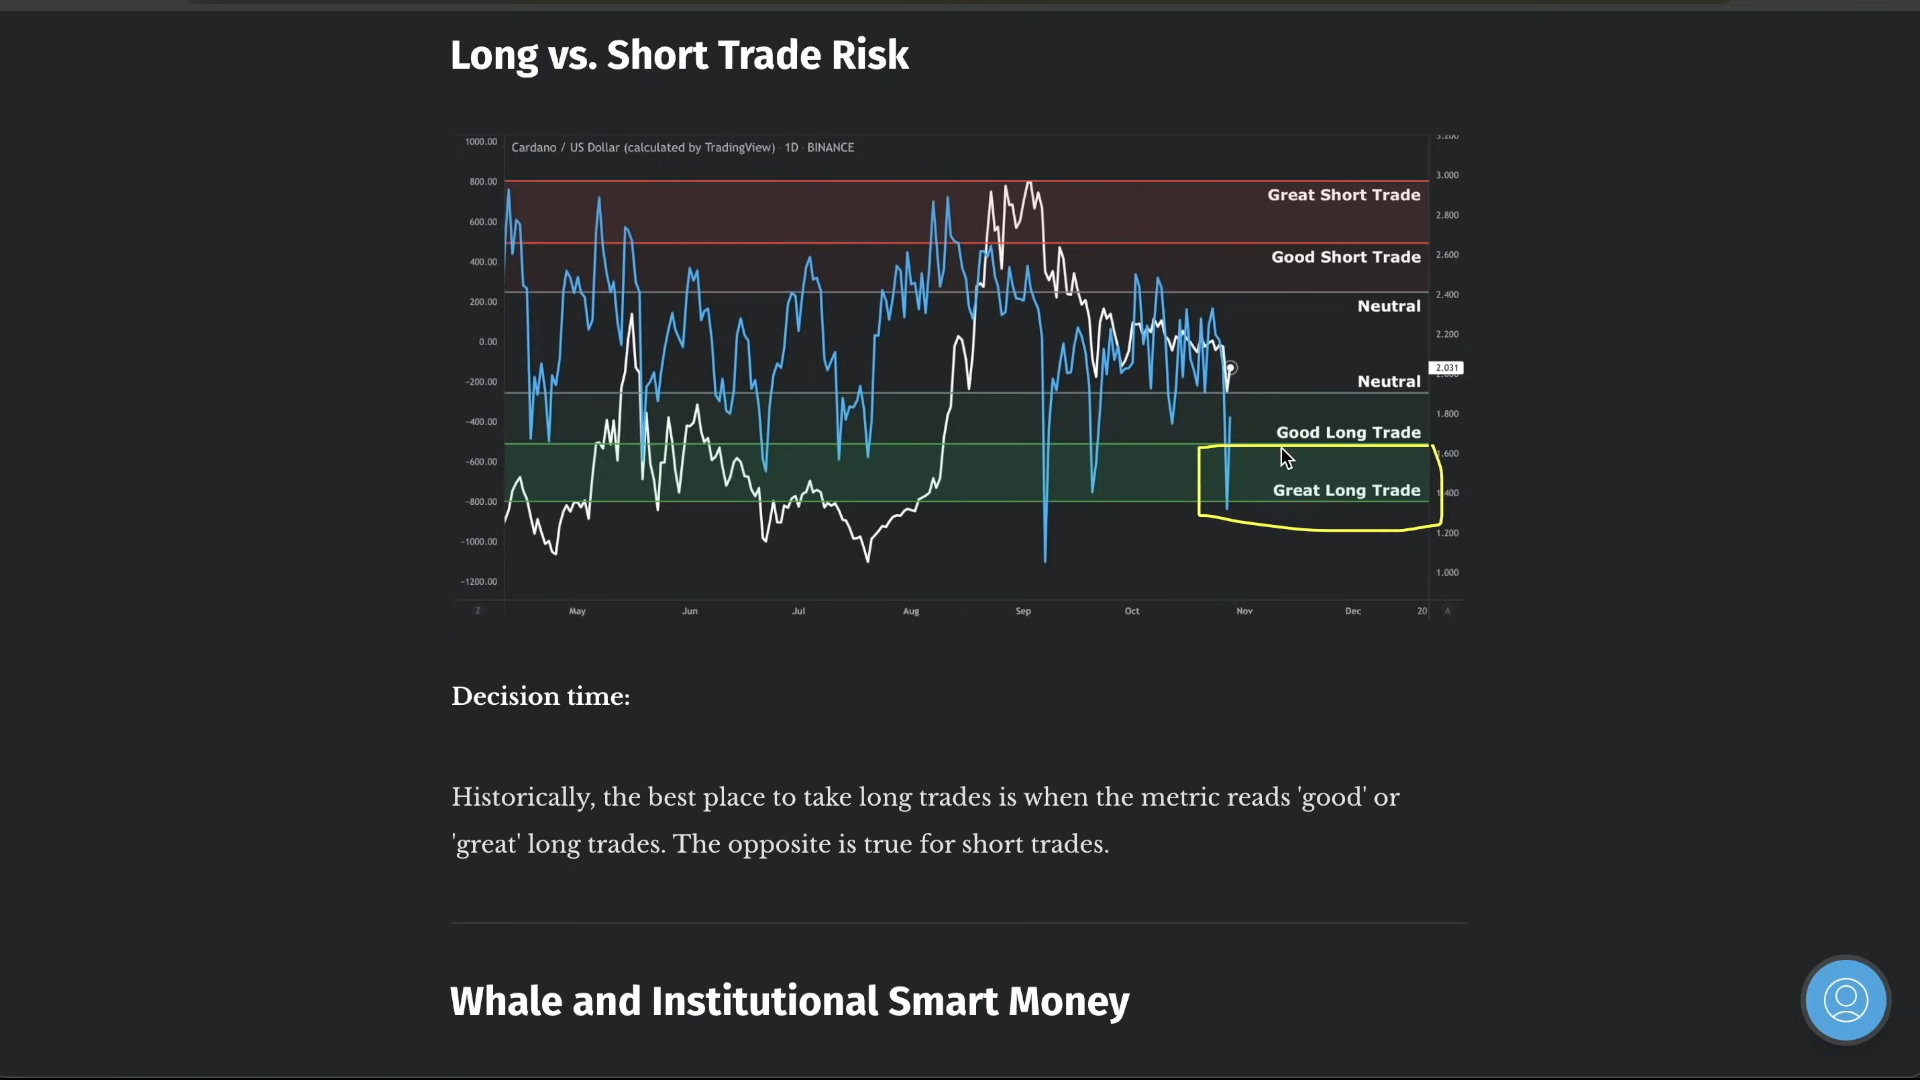 Long vs. Short Trade Risk
Cardano / US Dollar (calculated by TradingView) · 1D · BINANCE
1000.00
800.00
600.00
400.00
200.00
0.00
−200.00
−400.00
−600.00
−800.00
−1000.00
−1200.00
Great Short Trade
Good Short Trade
Neutral
Neutral
Good Long Trade
Great Long Trade
3.200
3.000
2.800
2.600
2.400
2.200
2.031
1.800
1.600
1.400
1.200
1.000
Z May Jun Jul Aug Sep Oct Nov Dec 20 A
Decision time:
Historically, the best place to take long trades is when the metric reads 'good' or
'great' long trades. The opposite is true for short trades.
Whale and Institutional Smart Money